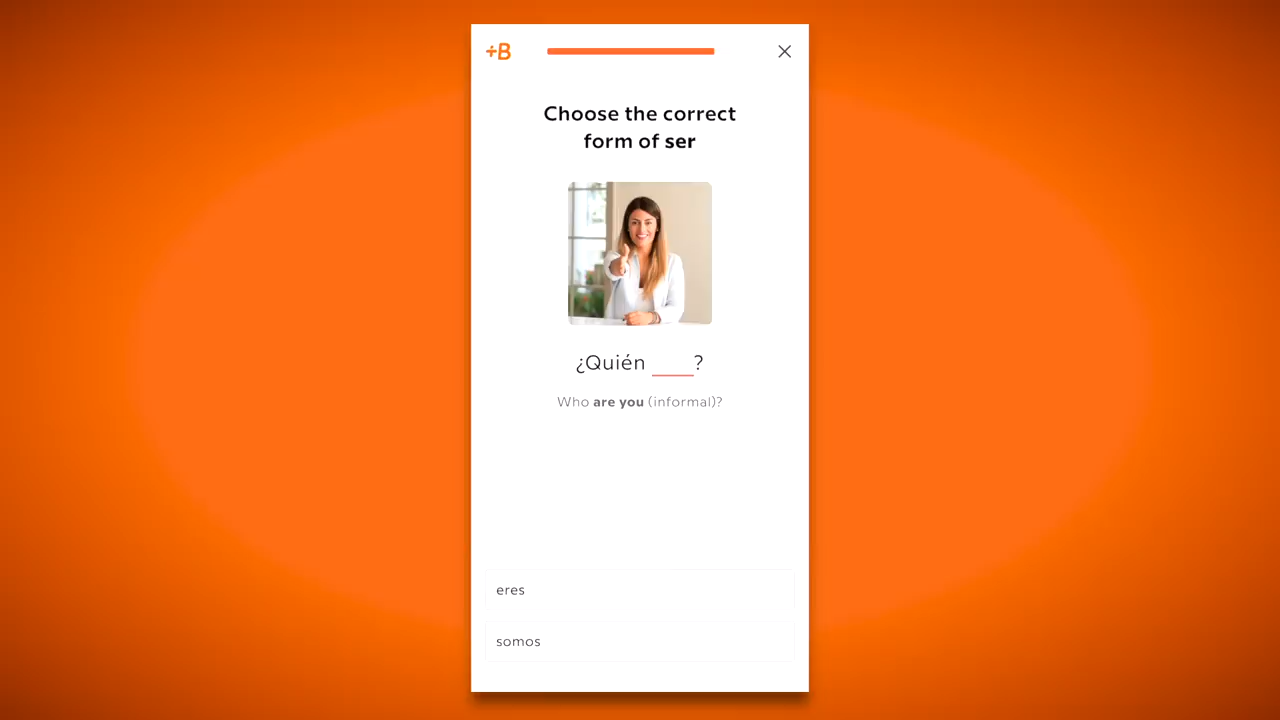 +B
Choose the correct
form of ser
¿Quién ____?
Who are you (informal)?
eres
somos